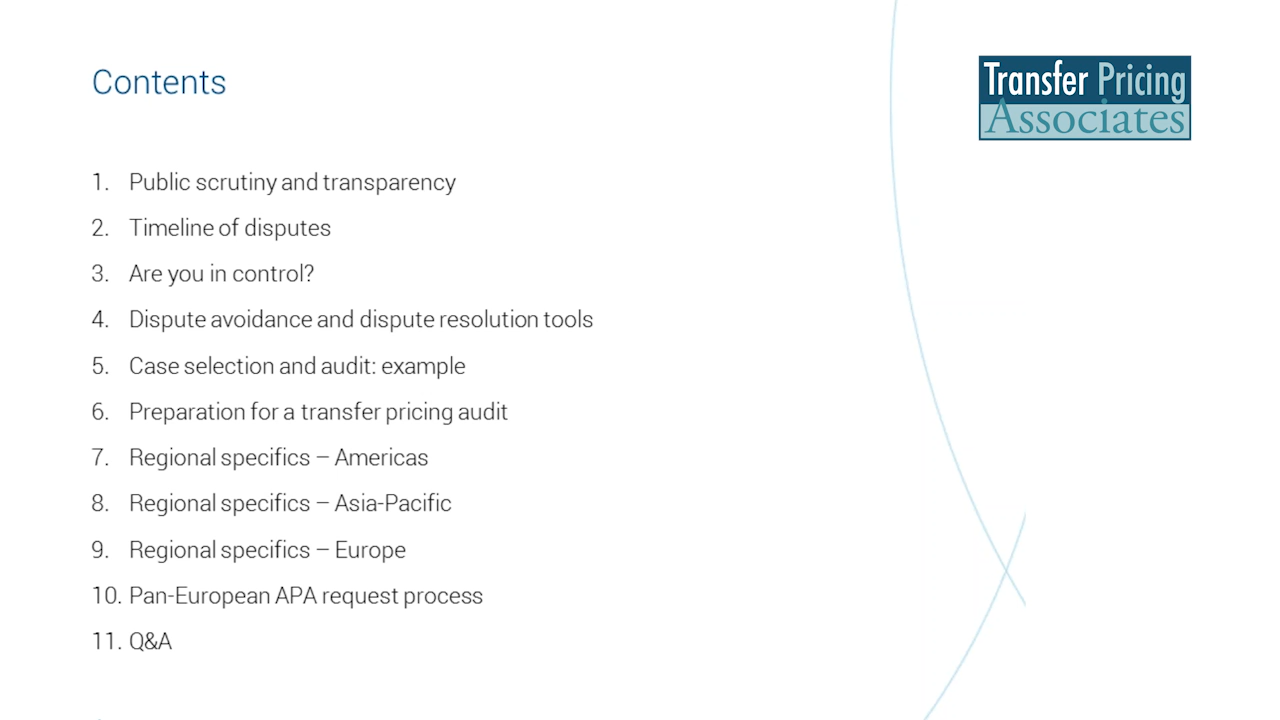 Contents
Transfer Pricing
Associates
1. Public scrutiny and transparency
2. Timeline of disputes
3. Are you in control?
4. Dispute avoidance and dispute resolution tools
5. Case selection and audit: example
6. Preparation for a transfer pricing audit
7. Regional specifics – Americas
8. Regional specifics – Asia-Pacific
9. Regional specifics – Europe
10. Pan-European APA request process
11. Q&A